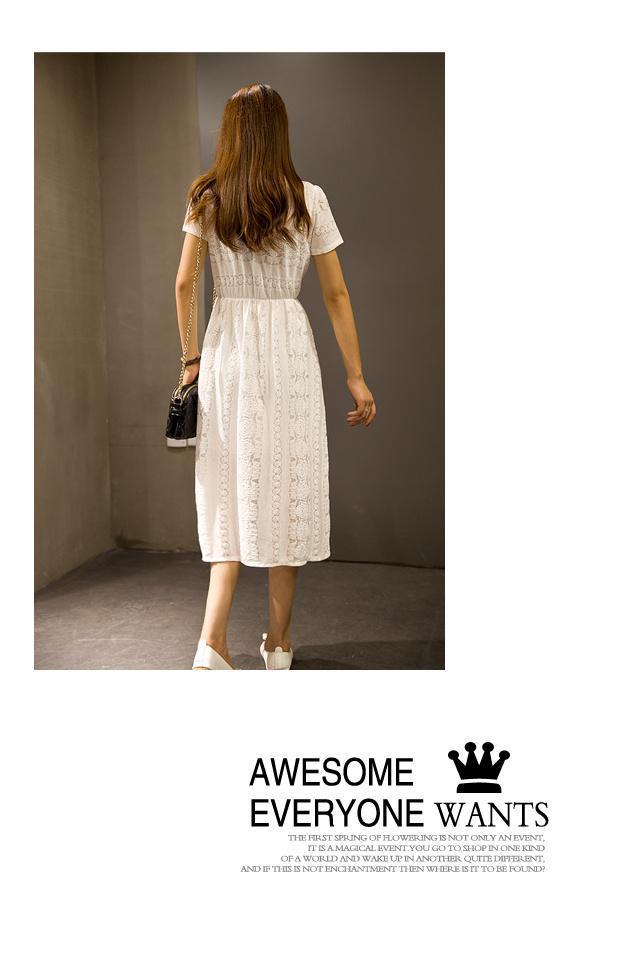 AWESOME
EVERYONE WANTS
THE FIRST SPRING OF FLOWERING IS NOT ONLY AN EVENT,
IT IS A MAGICAL EVENT.YOU GO TO SHOP IN ONE KIND
OF A WORLD AND WAKE UP IN ANOTHER QUITE DIFFERENT,
AND IF THIS IS NOT ENCHANTMENT THEN WHERE IS IT TO BE FOUND?